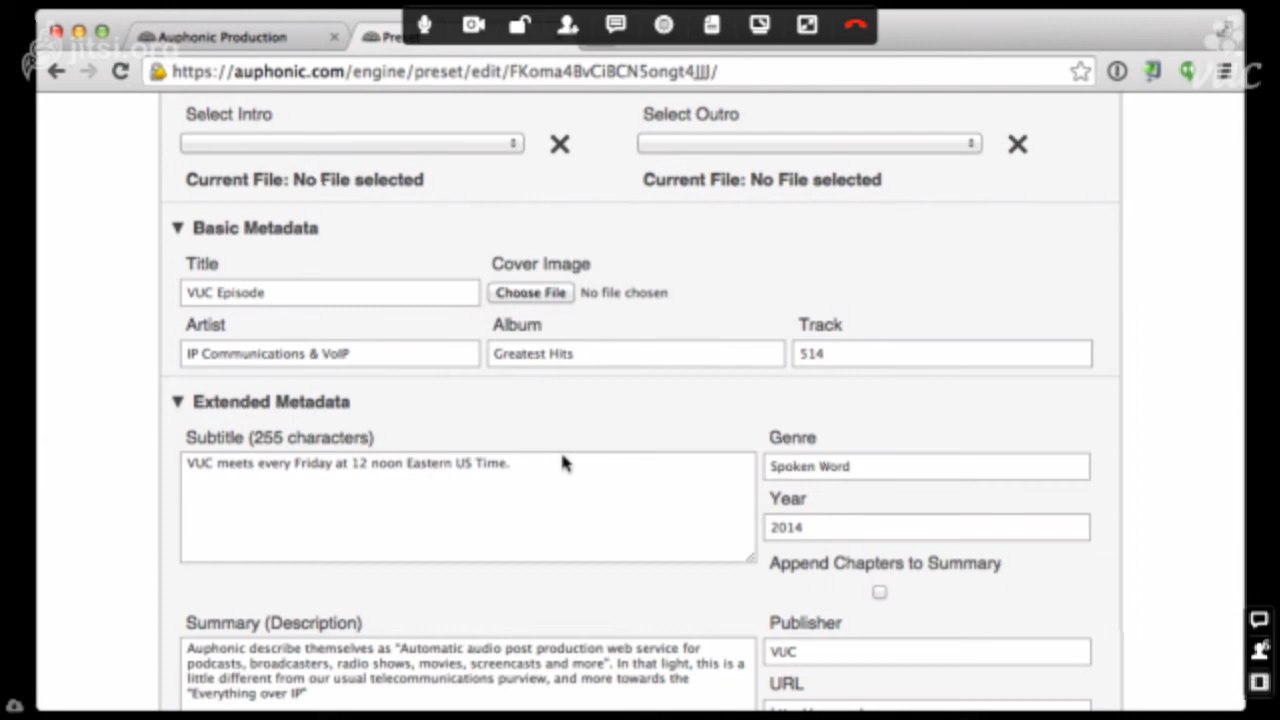 Auphonic Production
Pres
jitsi.org
https://auphonic.com/engine/preset/edit/FKoma4BvCiBCN5ongt4JJJ/
vuc
Select Intro
Select Outro
Current File: No File selected
Current File: No File selected
Basic Metadata
Title
Cover Image
VUC Episode
Choose File No file chosen
Artist
Album
Track
IP Communications & VoIP
Greatest Hits
514
Extended Metadata
Subtitle (255 characters)
Genre
VUC meets every Friday at 12 noon Eastern US Time.
Spoken Word
Year
2014
Append Chapters to Summary
Summary (Description)
Publisher
Auphonic describe themselves as "Automatic audio post production web service for
podcasts, broadcasters, radio shows, movies, screencasts and more". In that light, this is a
little different from our usual telecommunications purview, and more towards the
"Everything over IP"
VUC
URL